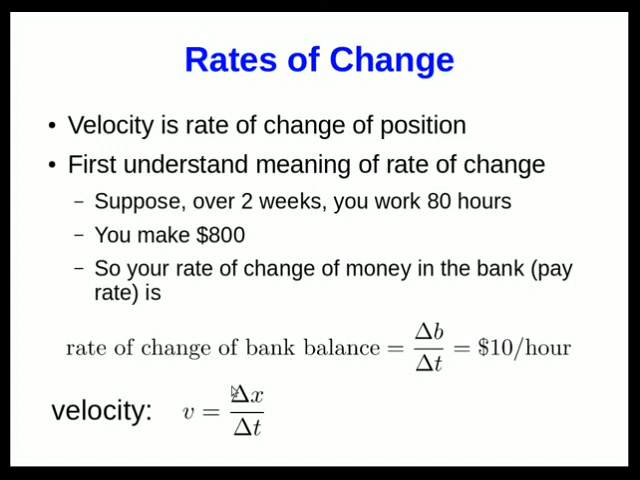 Rates of Change
• Velocity is rate of change of position
• First understand meaning of rate of change
– Suppose, over 2 weeks, you work 80 hours
– You make $800
– So your rate of change of money in the bank (pay
rate) is
rate of change of bank balance = Δb/Δt = $10/hour
velocity: v = Δx/Δt